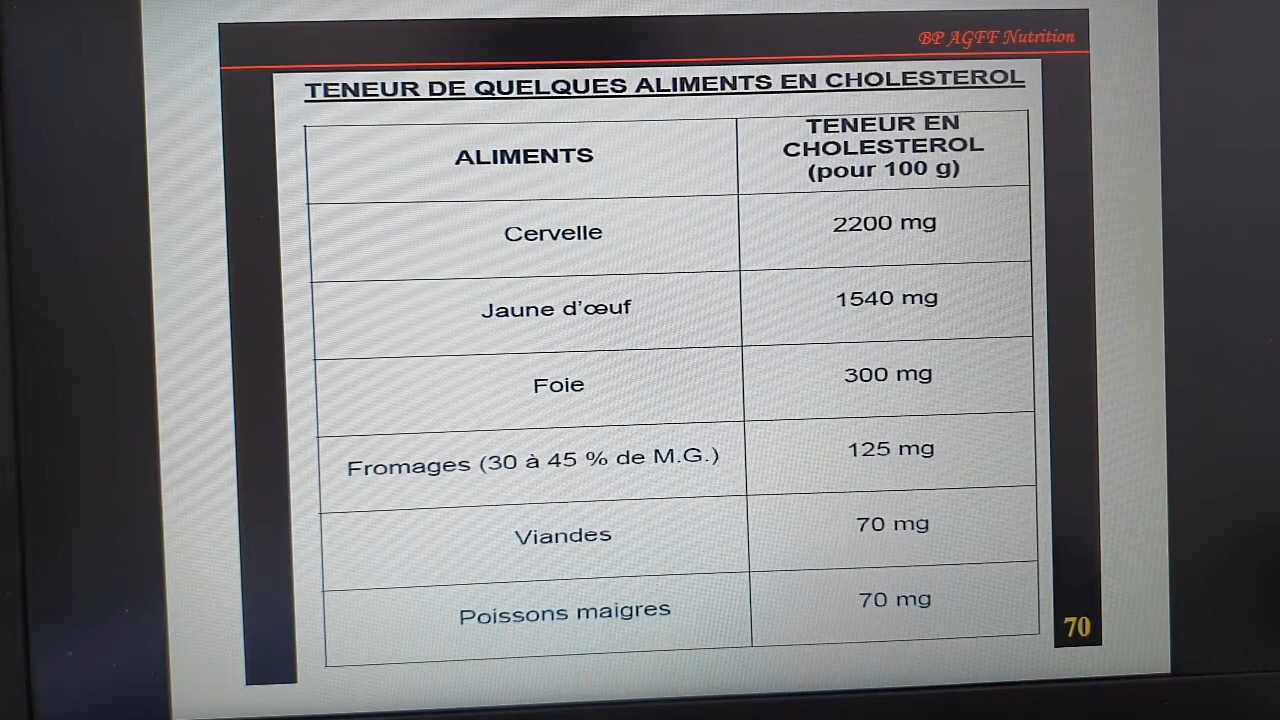 BP AGFF Nutrition
TENEUR DE QUELQUES ALIMENTS EN CHOLESTEROL
ALIMENTS
TENEUR EN
CHOLESTEROL
(pour 100 g)
Cervelle
2200 mg
Jaune d'œuf
1540 mg
Foie
300 mg
Fromages (30 à 45 % de M.G.)
125 mg
Viandes
70 mg
Poissons maigres
70 mg
70